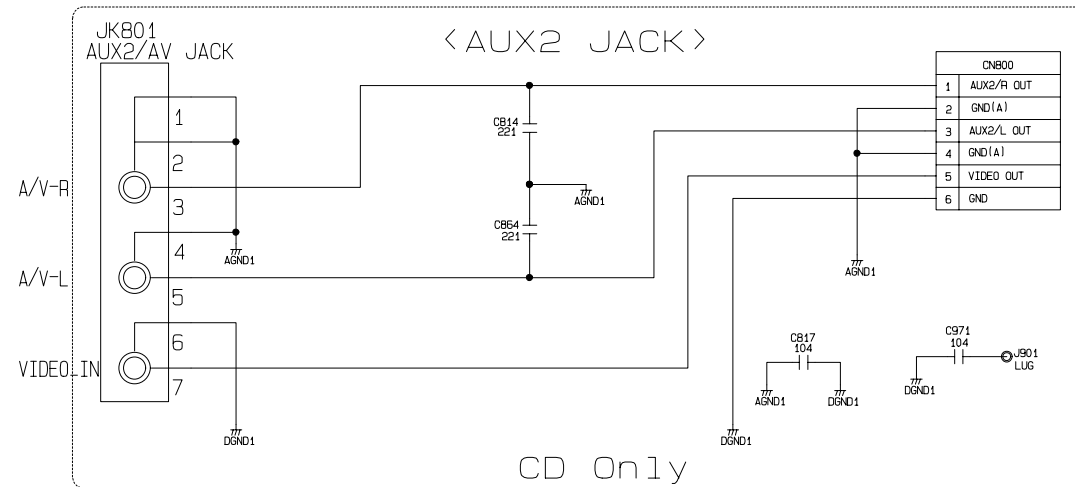 JK801
AUX2/AV JACK
<AUX2 JACK>
CN800
1 AUX2/R OUT
2 GND(A)
3 AUX2/L OUT
4 GND(A)
5 VIDEO OUT
6 GND
1
2
3
4
5
6
7
A/V-R
A/V-L
VIDEO_IN
C814
221
AGND1
C864
221
AGND1
AGND1
C817
104
AGND1
DGND1
C971
104
DGND1
J901
LUG
DGND1
DGND1
CD Only